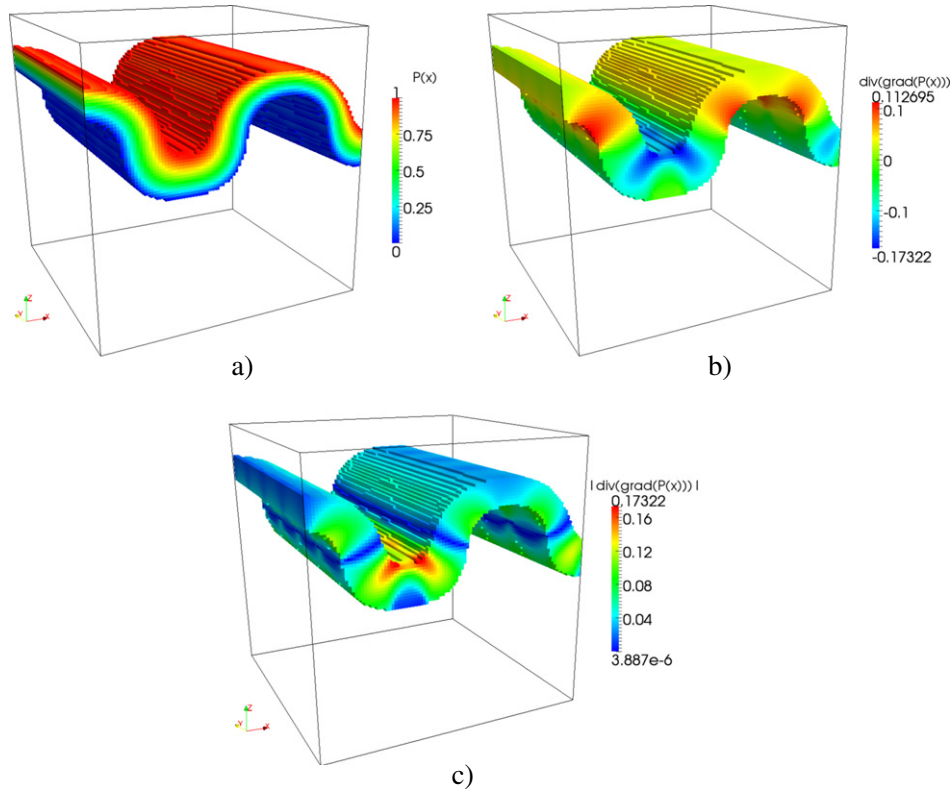 P(x)
1
0.75
0.5
0.25
0
Z
Y
X
a)
div(grad(P(x)))
0.112695
0.1
0
-0.1
-0.17322
Z
Y
X
b)
| div(grad(P(x))) |
0.17322
0.16
0.12
0.08
0.04
3.887e-6
Z
Y
X
c)